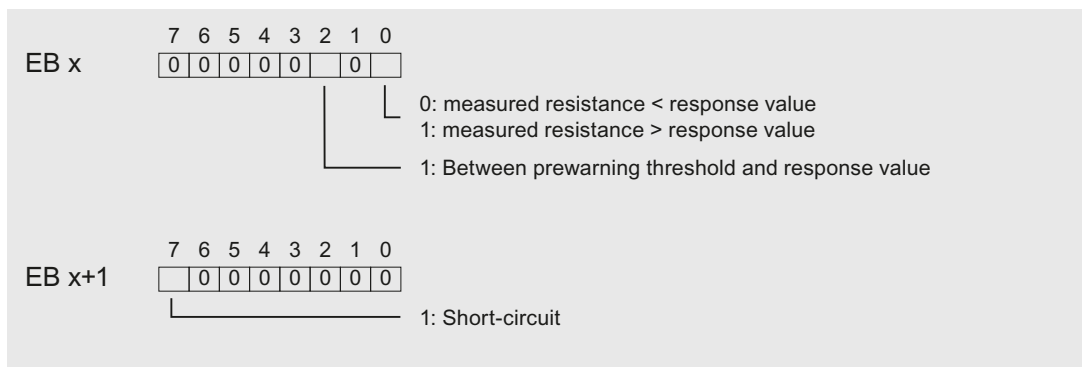 7 6 5 4 3 2 1 0
EB x 0 0 0 0 0 0
0: measured resistance < response value
1: measured resistance > response value
1: Between prewarning threshold and response value
7 6 5 4 3 2 1 0
EB x+1 0 0 0 0 0 0 0
1: Short-circuit